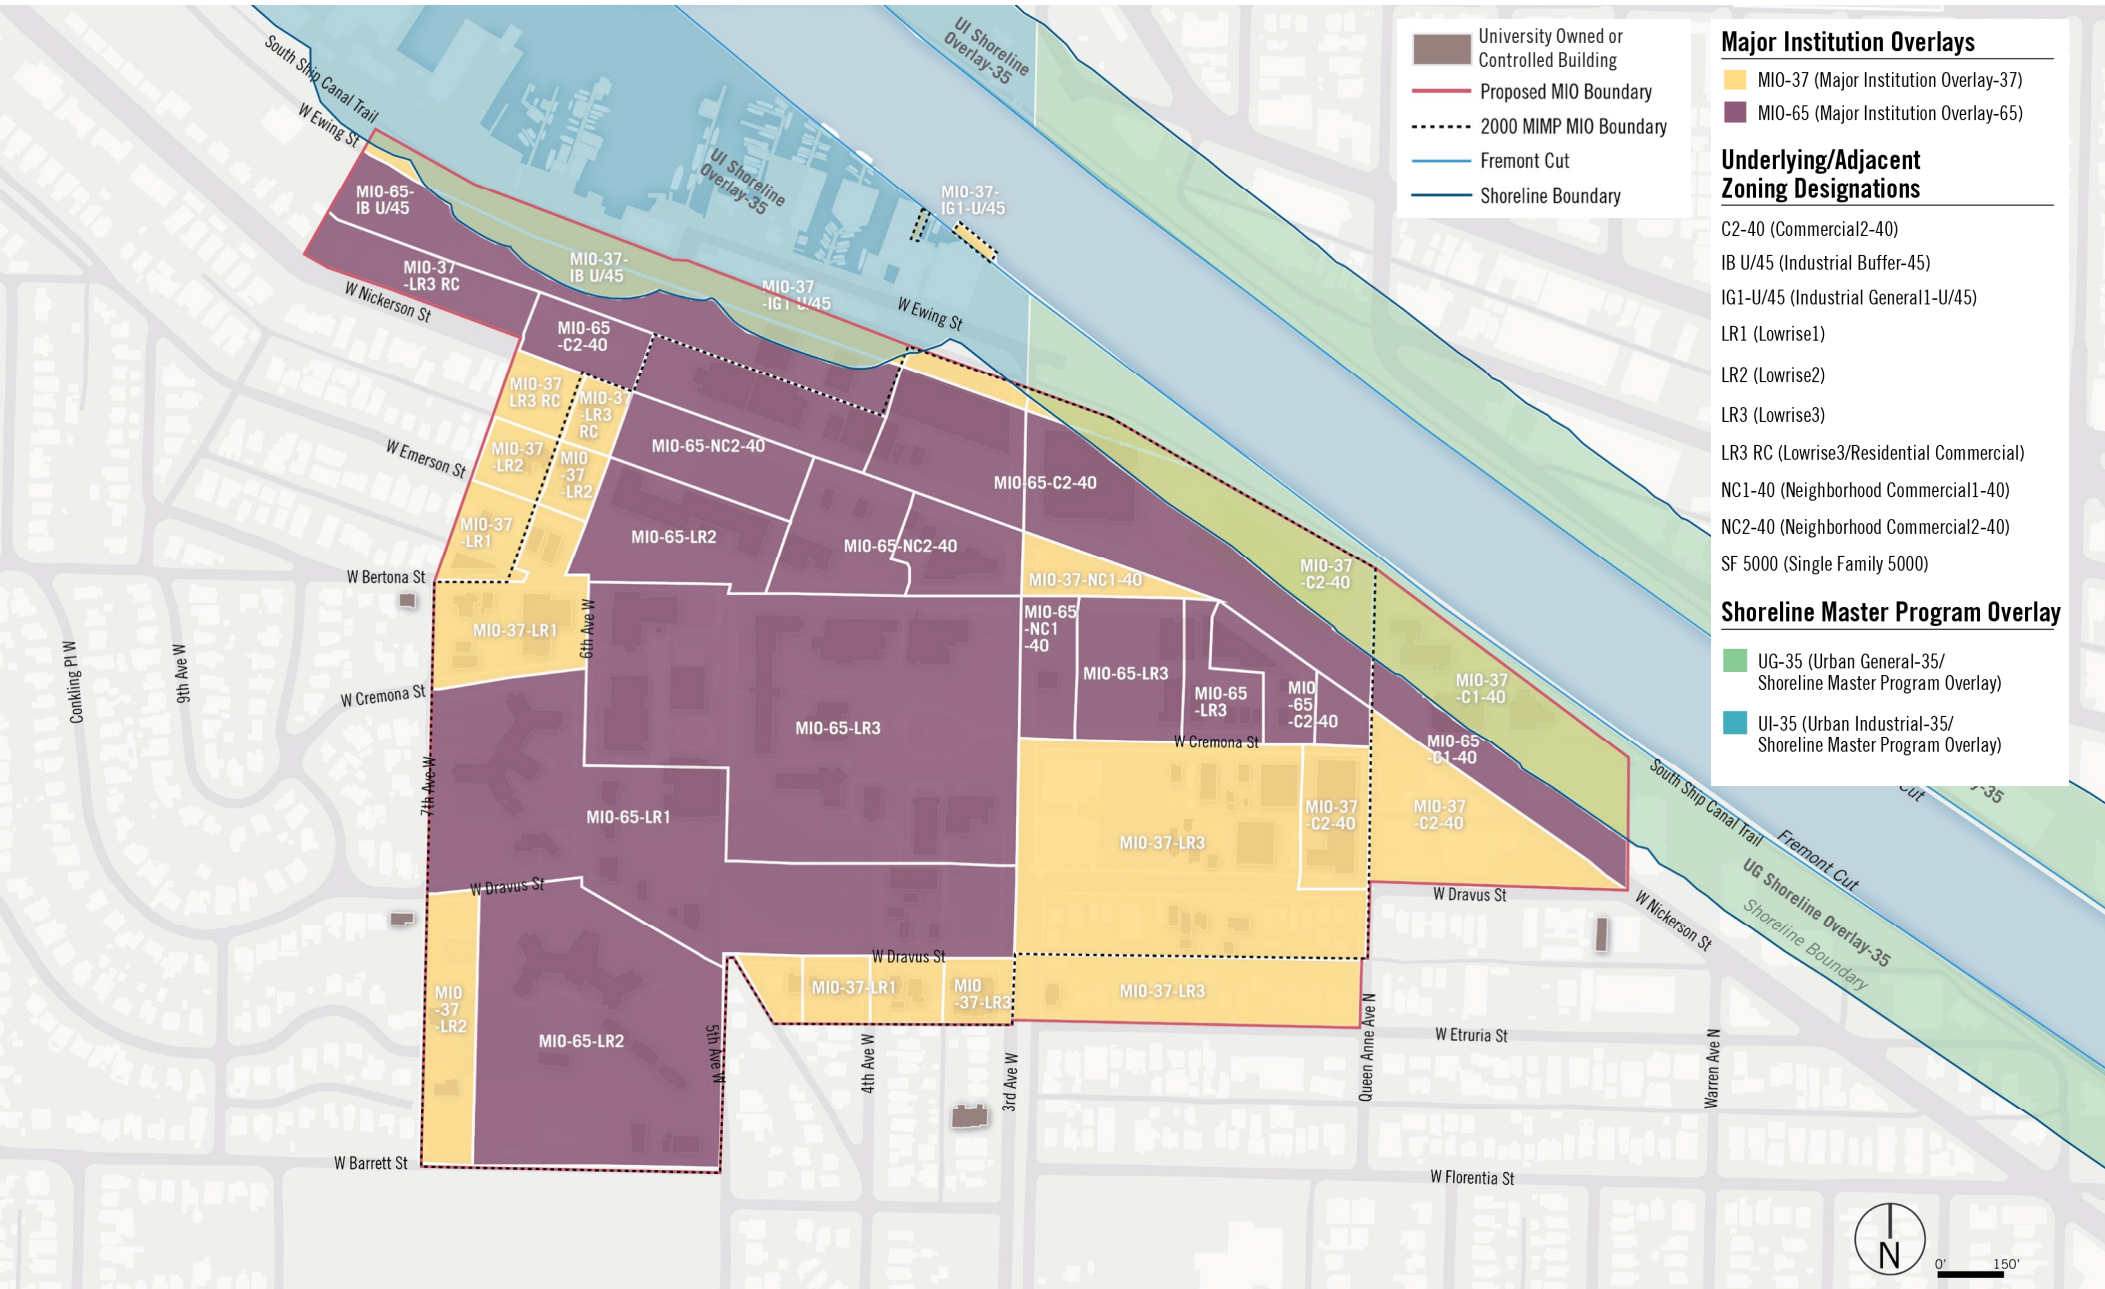 South Ship Canal Trail
W Ewing St
UI Shoreline
Overlay-35
UI Shoreline
Overlay-35
MIO-37-
IG1-U/45
MIO-65-
IB U/45
MIO-37
-LR3 RC
W Nickerson St
MIO-37-
IB U/45
MIO-37
-IG1 U/45
W Ewing St
MIO-65
-C2-40
MIO-37
LR3 RC
MIO-37
-LR3
RC
MIO-65-NC2-40
W Emerson St
MIO-37
-LR2
MIO
-37
-LR2
MIO-65-C2-40
MIO-37
-LR1
MIO-65-LR2
MIO-65-NC2-40
MIO-37-NC1-40
MIO-37
-C2-40
W Bertona St
MIO-37-LR1
6th Ave W
MIO-65
-NC1
-40
MIO-65-LR3
MIO-65
-LR3
MIO
-65
-C2-40
MIO-37
-C1-40
Conkling Pl W
9th Ave W
W Cremona St
MIO-65-LR3
W Cremona St
MIO-65
-C1-40
7th Ave W
MIO-65-LR1
MIO-37-LR3
MIO-37
-C2-40
MIO-37
-C2-40
South Ship Canal Trail
Fremont Cut
UG Shoreline Overlay-35
Shoreline Boundary
Cut
-35
W Dravus St
W Dravus St
W Nickerson St
W Dravus St
MIO
-37
-LR2
MIO-65-LR2
MIO-37-LR1
MIO
-37-LR3
MIO-37-LR3
5th Ave W
4th Ave W
3rd Ave W
Queen Anne Ave N
W Etruria St
Warren Ave N
W Barrett St
W Florentia St
University Owned or
Controlled Building
Proposed MIO Boundary
2000 MIMP MIO Boundary
Fremont Cut
Shoreline Boundary
Major Institution Overlays
MIO-37 (Major Institution Overlay-37)
MIO-65 (Major Institution Overlay-65)
Underlying/Adjacent
Zoning Designations
C2-40 (Commercial2-40)
IB U/45 (Industrial Buffer-45)
IG1-U/45 (Industrial General1-U/45)
LR1 (Lowrise1)
LR2 (Lowrise2)
LR3 (Lowrise3)
LR3 RC (Lowrise3/Residential Commercial)
NC1-40 (Neighborhood Commercial1-40)
NC2-40 (Neighborhood Commercial2-40)
SF 5000 (Single Family 5000)
Shoreline Master Program Overlay
UG-35 (Urban General-35/
Shoreline Master Program Overlay)
UI-35 (Urban Industrial-35/
Shoreline Master Program Overlay)
N
0'
150'